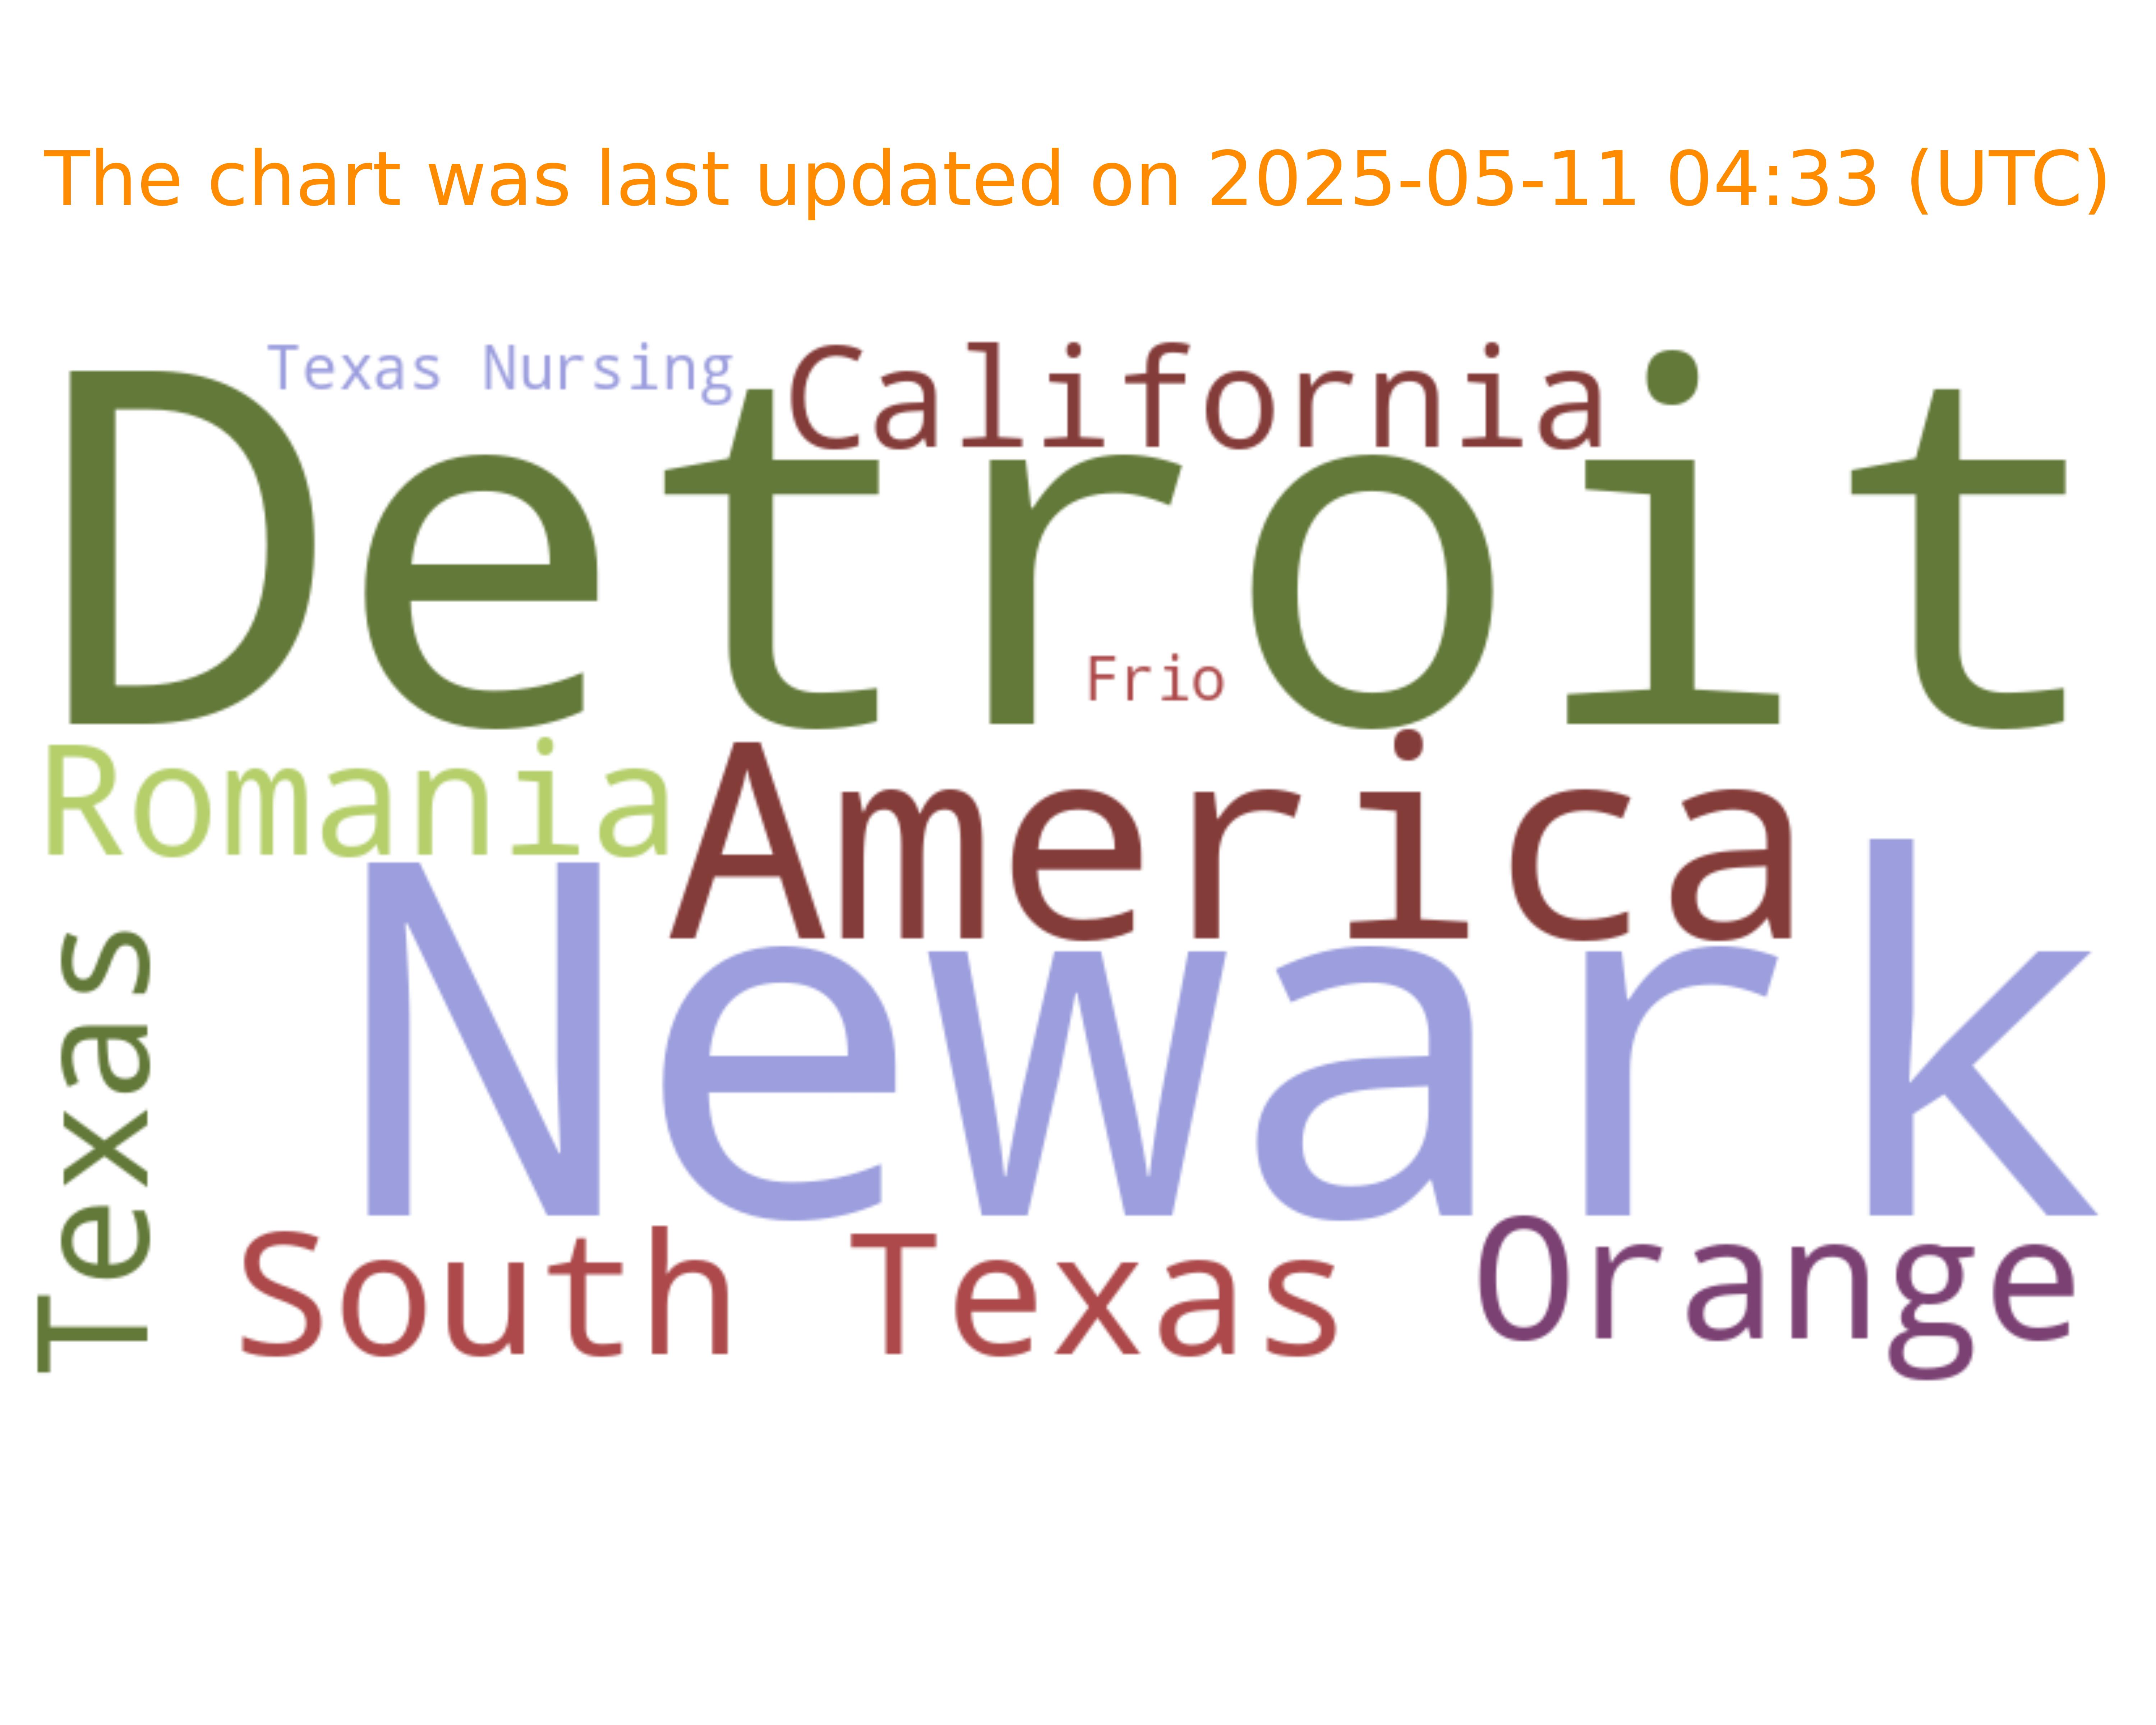 The chart was last updated on 2025-05-11 04:33 (UTC)
Texas Nursing
California
Detroit
Frio
Romania
America
Newark
Texas
South Texas
Orange